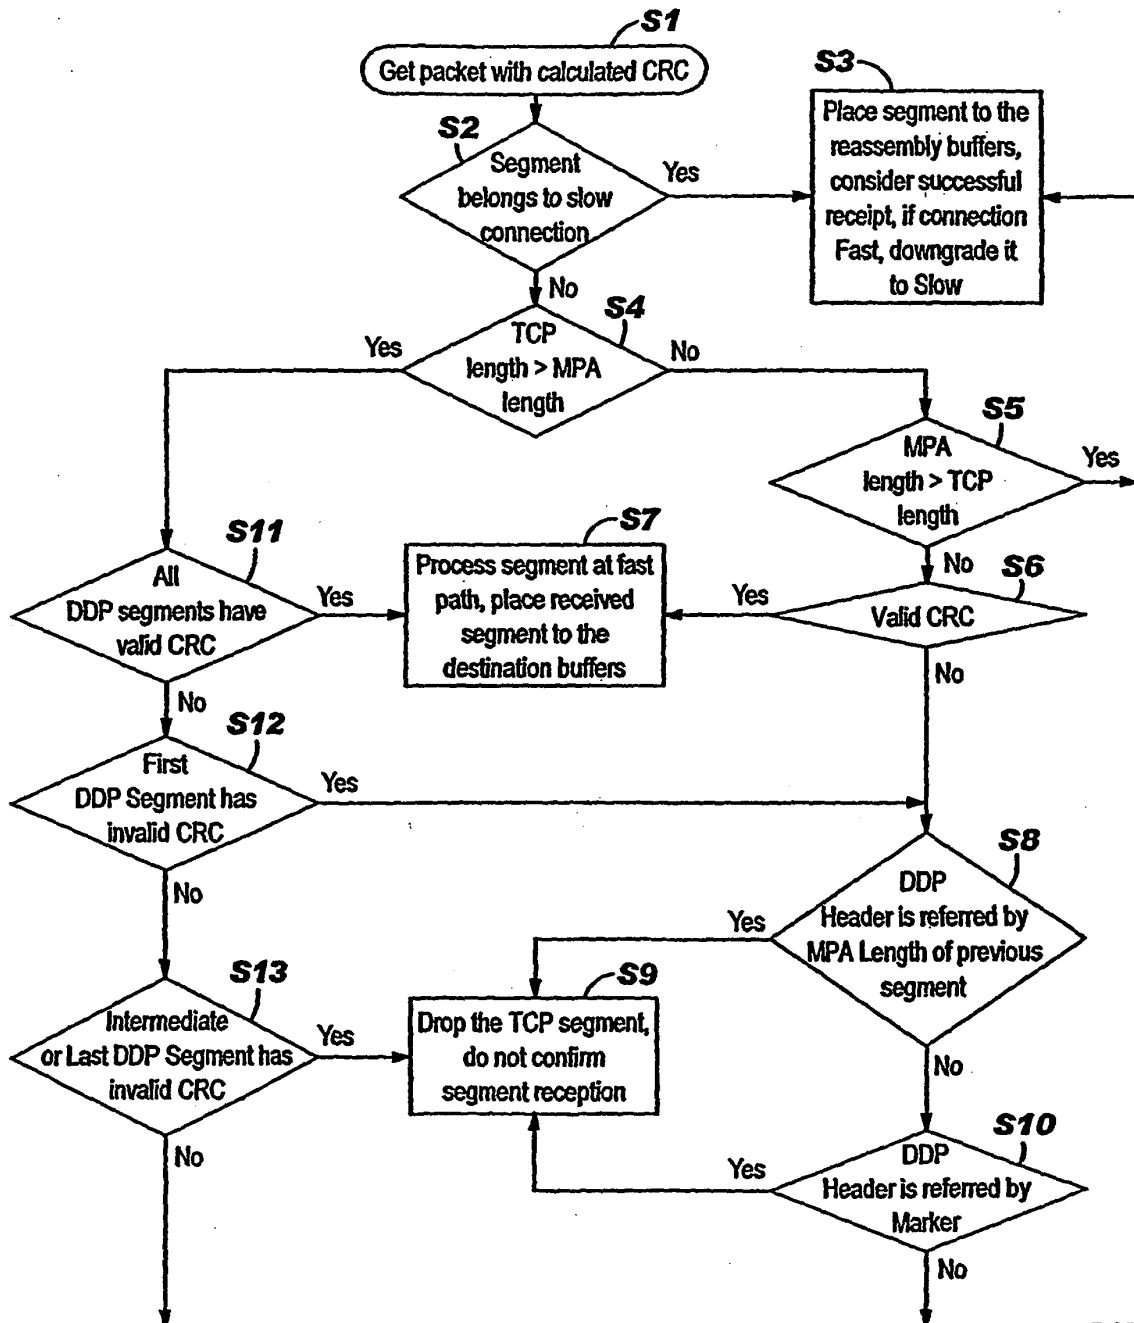 S1
Get packet with calculated CRC
S2
Segment
belongs to slow
connection
Yes
No
S3
Place segment to the
reassembly buffers,
consider successful
receipt, if connection
Fast, downgrade it
to Slow
S4
TCP
length > MPA
length
Yes
No
S5
MPA
length > TCP
length
Yes
No
S6
Valid CRC
Yes
No
S7
Process segment at fast
path, place received
segment to the
destination buffers
S11
All
DDP segments have
valid CRC
Yes
No
S12
First
DDP Segment has
invalid CRC
Yes
No
S8
DDP
Header is referred by
MPA Length of previous
segment
Yes
No
S13
Intermediate
or Last DDP Segment has
invalid CRC
Yes
No
S9
Drop the TCP segment,
do not confirm
segment reception
S10
DDP
Header is referred by
Marker
Yes
No